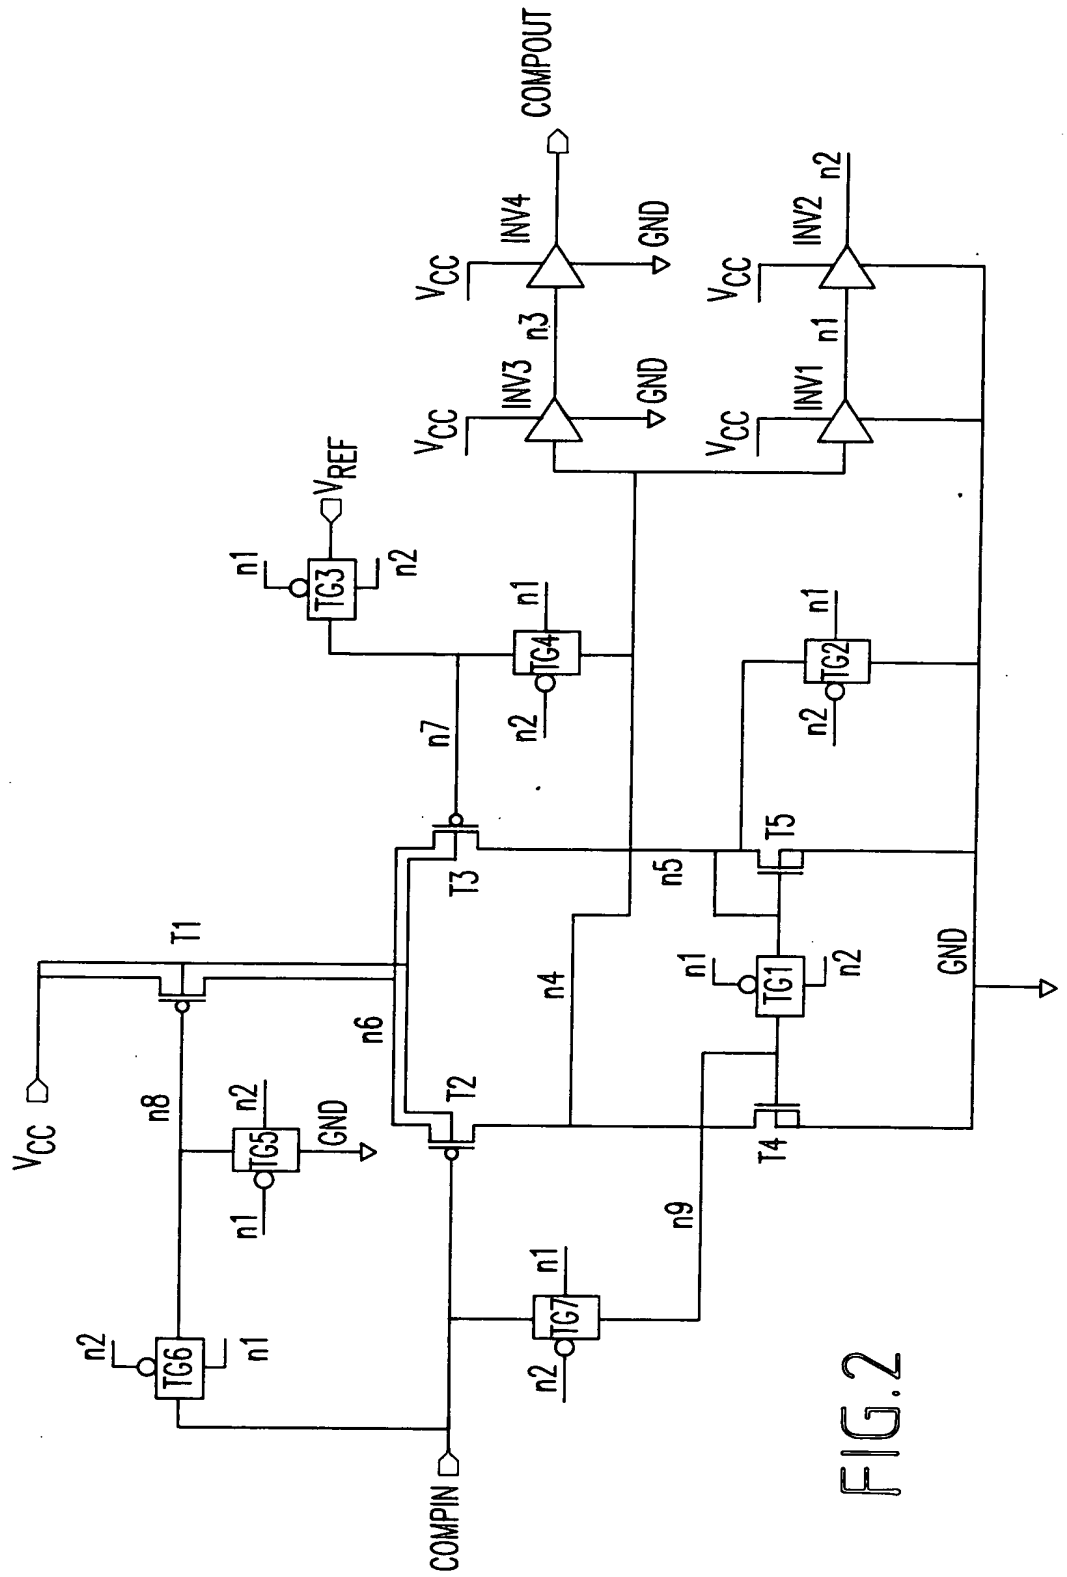 VCC
T1
n8
n2
TG6
n1
n2
TG5
n1
GND
n6
T2
T3
n7
n1
TG3
n2
VREF
n1
TG4
n2
COMPIN
n1
TG7
n2
n9
n4
n5
n1
TG1
n2
T4
T5
n1
TG2
n2
GND
VCC
INV3
GND
n3
VCC
INV4
GND
COMPOUT
VCC
INV1
n1
VCC
INV2
n2
FIG.2